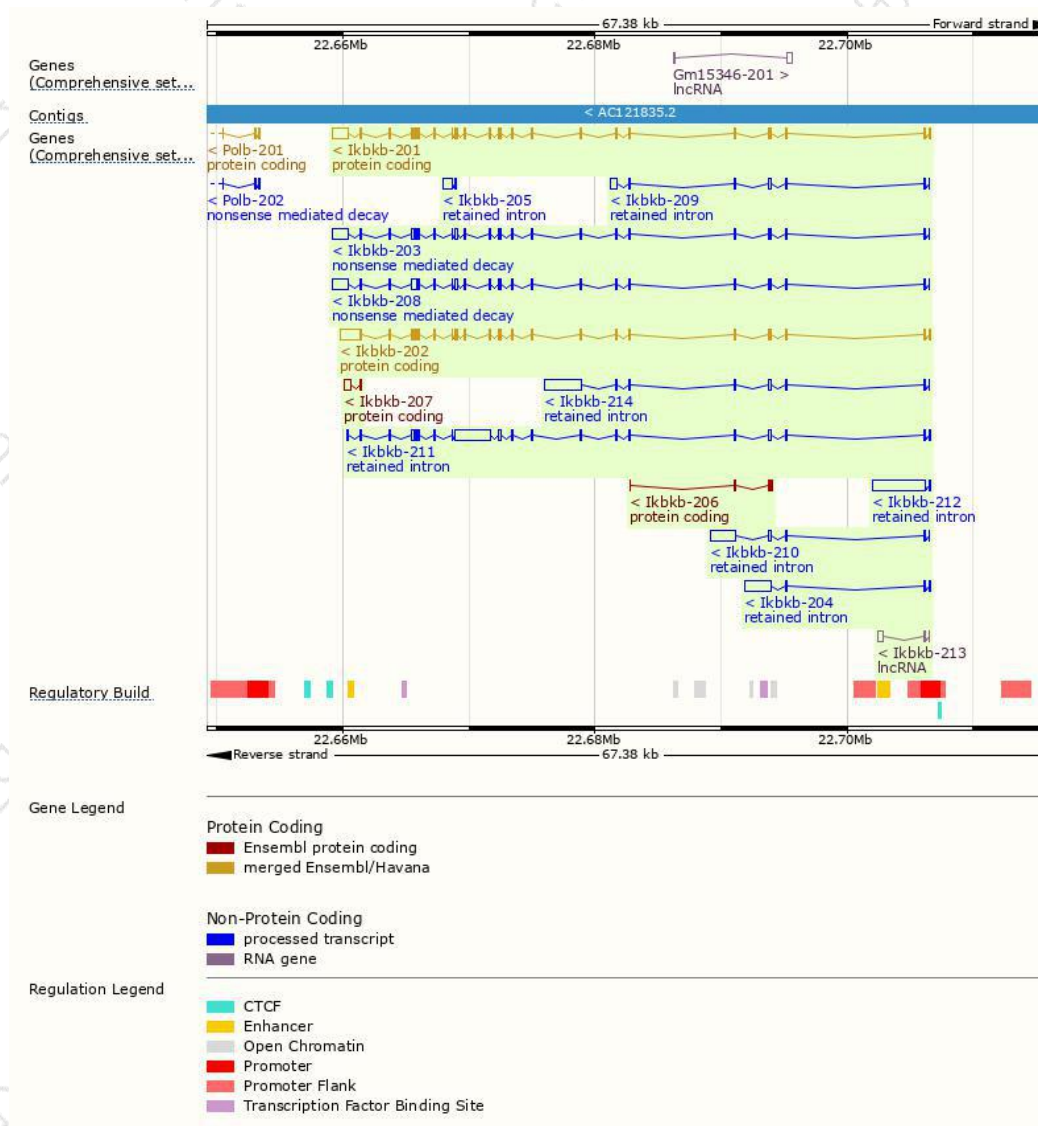 67.38 kb
Forward strand
22.66Mb 22.68Mb 22.70Mb
Genes
(Comprehensive set...
Gm15346-201 >
lncRNA
Contigs
< AC121835.2
Genes
(Comprehensive set...
< Polb-201 < Ikbkb-201
protein coding protein coding
< Polb-202 < Ikbkb-205 < Ikbkb-209
nonsense mediated decay retained intron retained intron
< Ikbkb-203
nonsense mediated decay
< Ikbkb-208
nonsense mediated decay
< Ikbkb-202
protein coding
< Ikbkb-207 < Ikbkb-214
protein coding retained intron
< Ikbkb-211
retained intron
< Ikbkb-206 < Ikbkb-212
protein coding retained intron
< Ikbkb-210
retained intron
< Ikbkb-204
retained intron
< Ikbkb-213
lncRNA
Regulatory Build
22.66Mb 22.68Mb 22.70Mb
Reverse strand 67.38 kb
Gene Legend
Protein Coding
Ensembl protein coding
merged Ensembl/Havana
Non-Protein Coding
processed transcript
RNA gene
Regulation Legend
CTCF
Enhancer
Open Chromatin
Promoter
Promoter Flank
Transcription Factor Binding Site